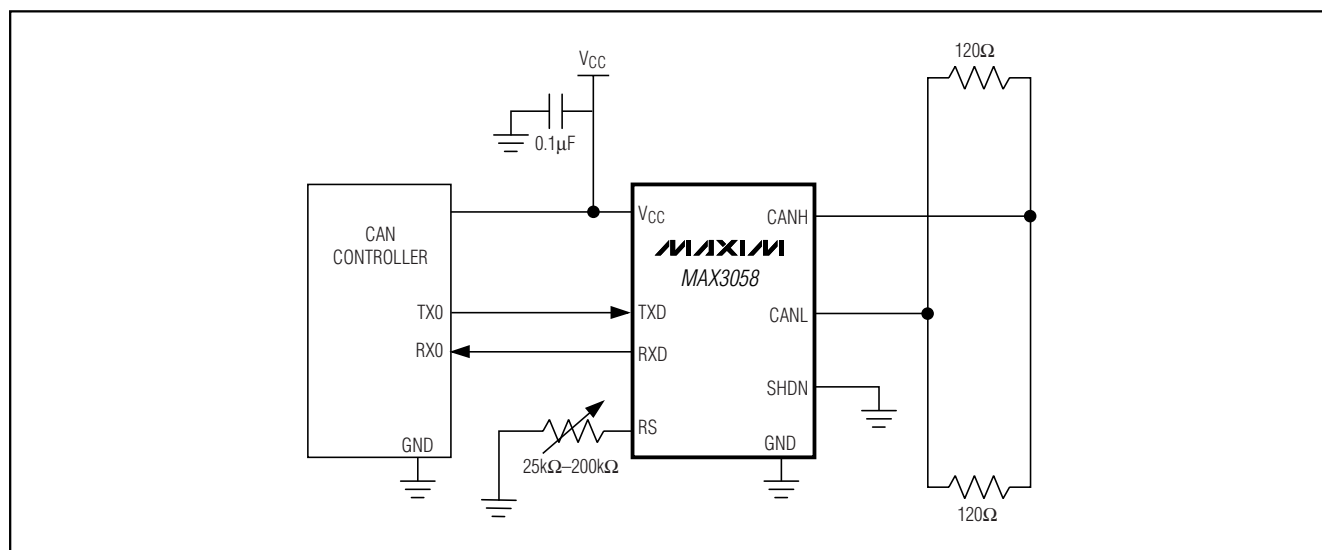 120Ω
VCC
0.1µF
VCC
CANH
CAN
CONTROLLER
MAXIM
MAX3058
TX0
TXD
CANL
RX0
RXD
SHDN
RS
GND
GND
25kΩ–200kΩ
120Ω